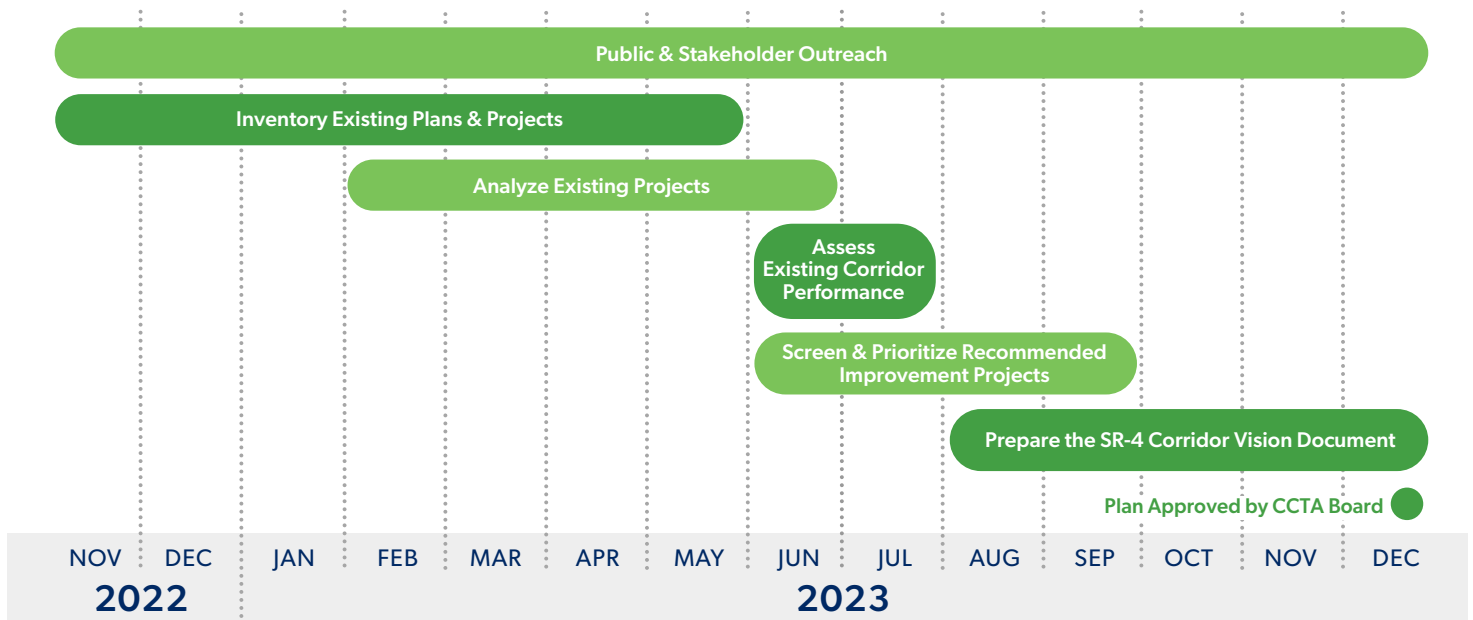 Public & Stakeholder Outreach
Inventory Existing Plans & Projects
Analyze Existing Projects
Assess
Existing Corridor
Performance
Screen & Prioritize Recommended
Improvement Projects
Prepare the SR-4 Corridor Vision Document
Plan Approved by CCTA Board
NOV DEC JAN FEB MAR APR MAY JUN JUL AUG SEP OCT NOV DEC
2022 2023